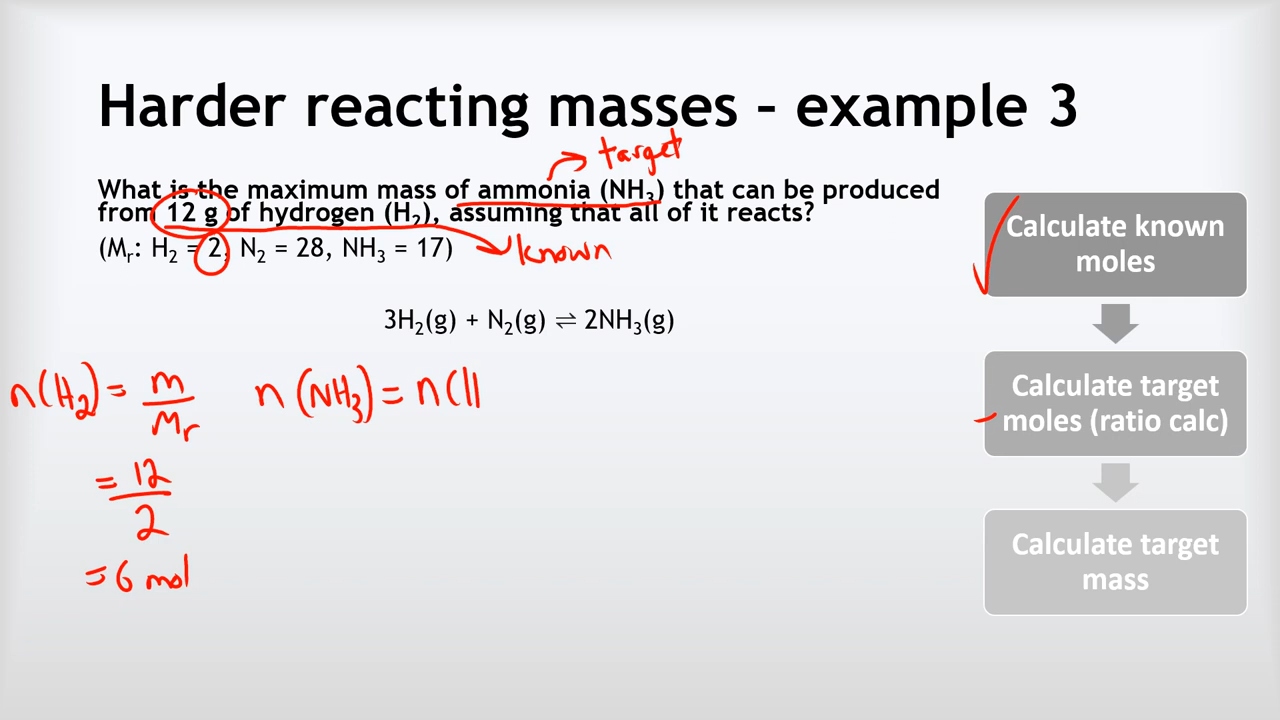 Harder reacting masses – example 3
target
What is the maximum mass of ammonia (NH₃) that can be produced
from 12 g of hydrogen (H₂), assuming that all of it reacts?
(Mᵣ: H₂ = 2, N₂ = 28, NH₃ = 17)
known
3H₂(g) + N₂(g) ⇌ 2NH₃(g)
n(H₂) = m/Mᵣ
= 12/2
= 6 mol
n(NH₃) = n(
Calculate known
moles
Calculate target
moles (ratio calc)
Calculate target
mass